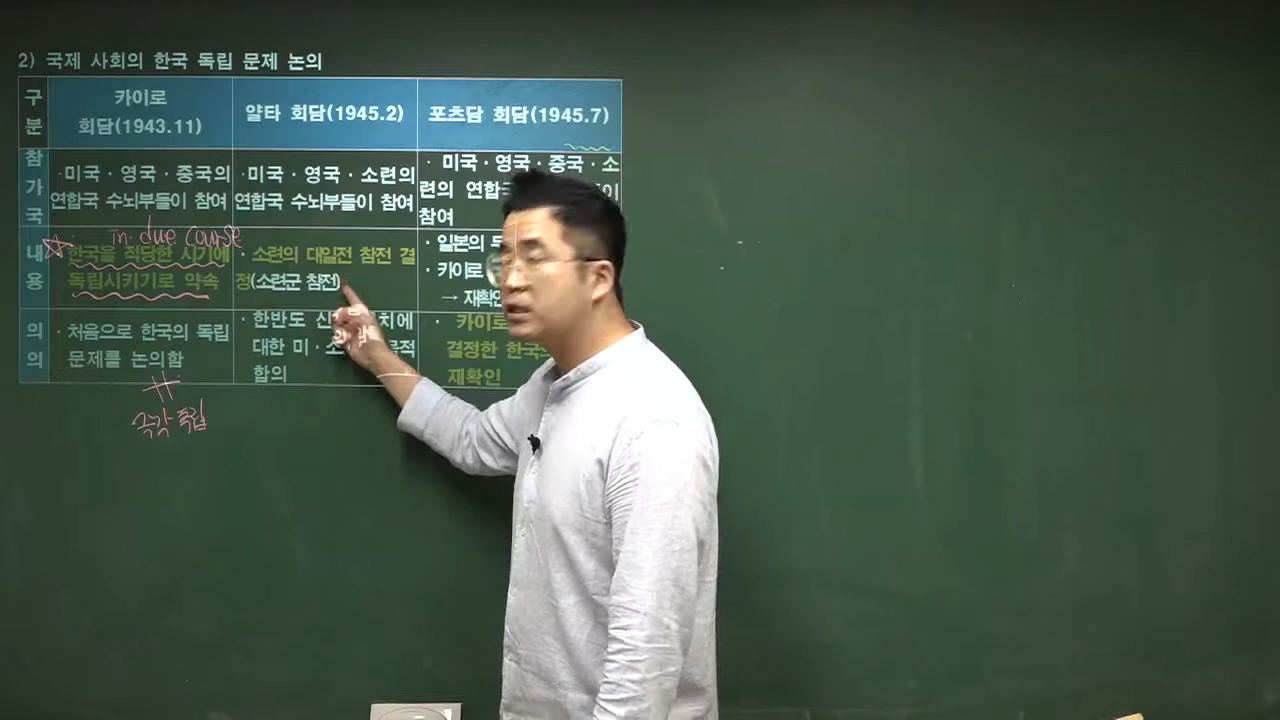 2) 국제 사회의 한국 독립 문제 논의
구분
카이로
회담(1943.11)
얄타 회담(1945.2)
포츠담 회담(1945.7)
참가국
·미국·영국·중국의
연합국 수뇌부들이 참여
·미국·영국·소련의
연합국 수뇌부들이 참여
· 미국·영국·중국·소
련의 연합국
참여
내용
in due course
· 한국을 적당한 시기에
독립시키기로 약속
· 소련의 대일전 참전 결
정(소련군 참전)
· 일본의
· 카이로
→
의의
· 처음으로 한국의 독립
문제를 논의함
· 한반도
대한 미·
합의
· 카이로
결정한
재확인
즉각 독립